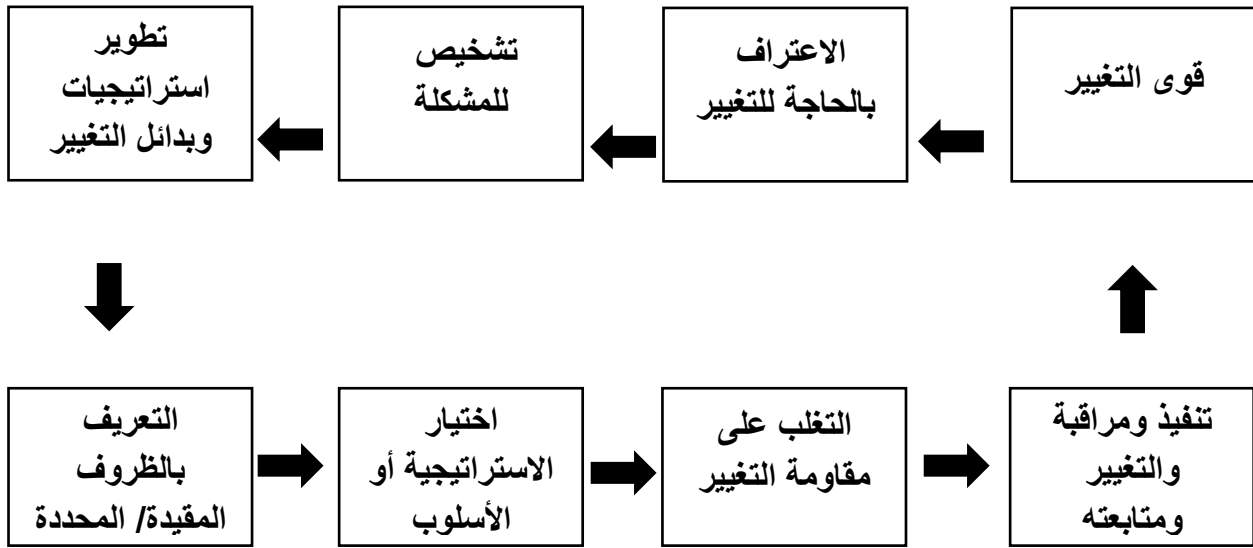 قوى التغيير
الاعتراف
بالحاجة للتغيير
تشخيص
للمشكلة
تطوير
استراتيجيات
وبدائل التغيير
التعريف
بالظروف
المقيدة/ المحددة
اختيار
الاستراتيجية أو
الأسلوب
التغلب على
مقاومة التغيير
تنفيذ ومراقبة
والتغيير
ومتابعته